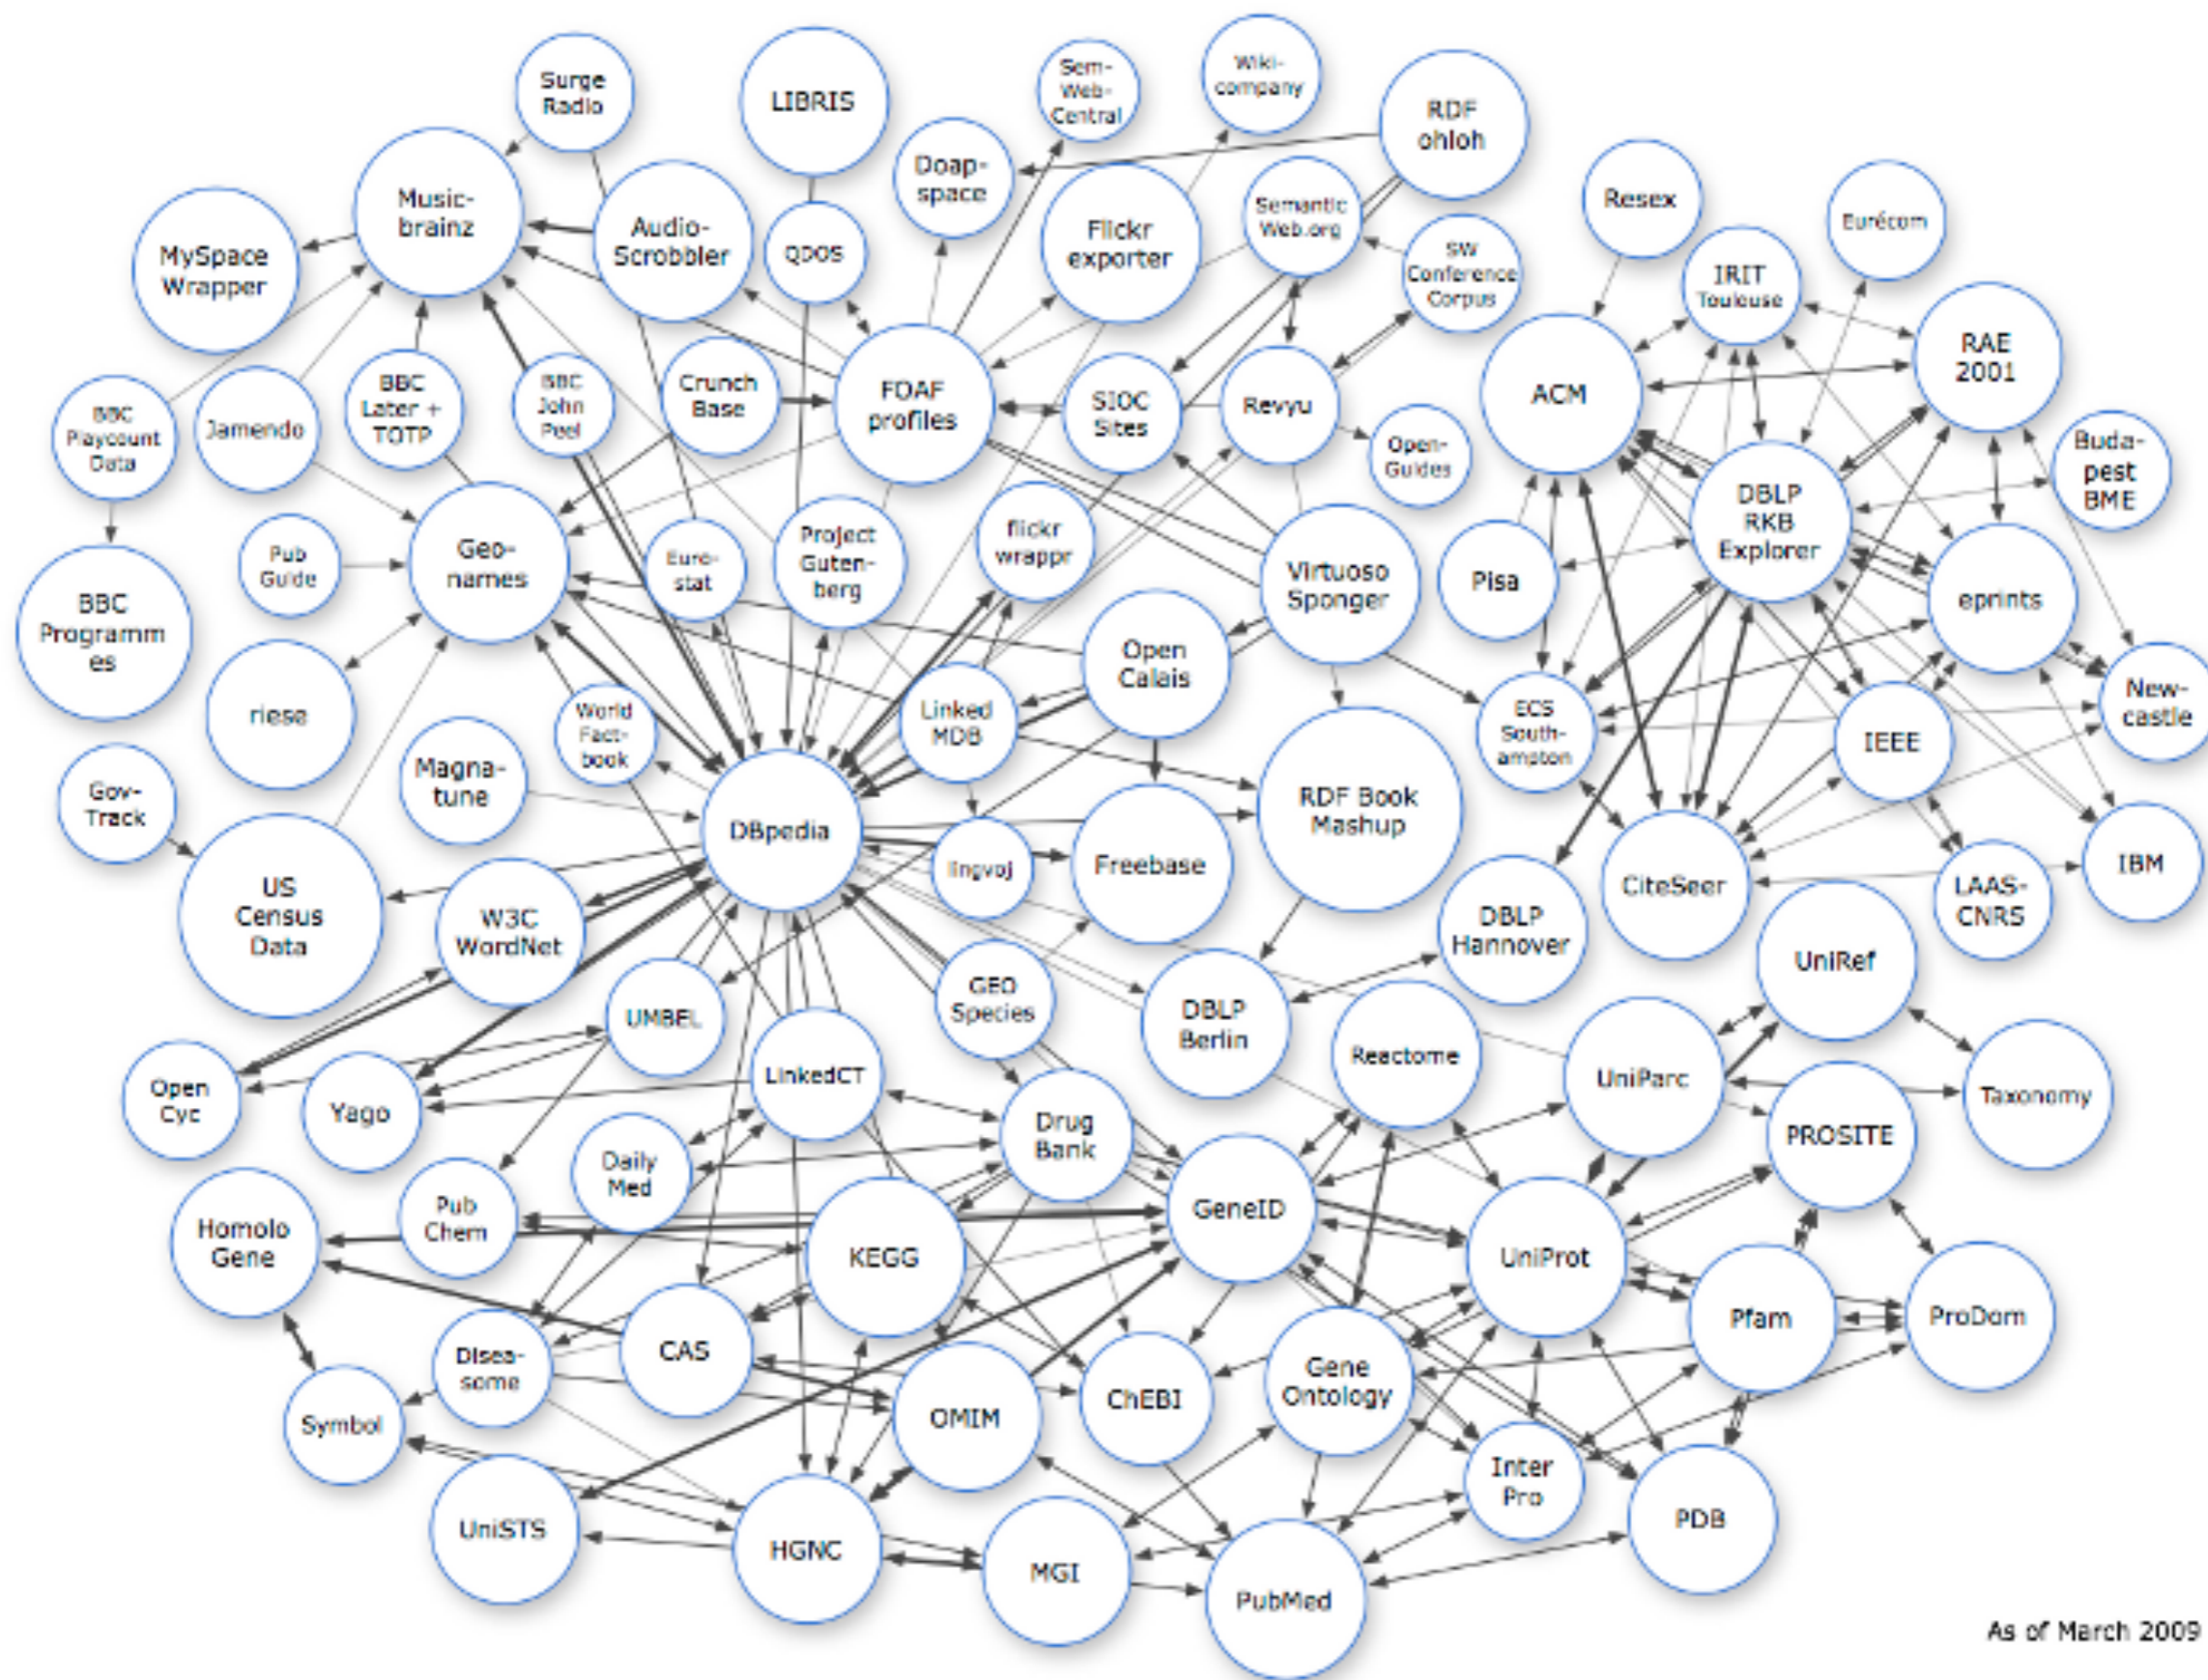 Surge
Radio
LIBRIS
Sem-
Web-
Central
Wiki-
company
RDF
ohloh
Doap-
space
Music-
brainz
MySpace
Wrapper
Audio-
Scrobbler
QDOS
Flickr
exporter
Semantic
Web.org
SW
Conference
Corpus
Resex
Eurécom
IRIT
Toulouse
RAE
2001
ACM
BBC
Playcount
Data
Jamendo
BBC
Later +
TOTP
BBC
John
Peel
Crunch
Base
FOAF
profiles
SIOC
Sites
Revyu
Open-
Guides
Buda-
pest
BME
DBLP
RKB
Explorer
Pub
Guide
Geo-
names
Euro-
stat
Project
Guten-
berg
flickr
wrappr
Virtuoso
Sponger
Pisa
eprints
BBC
Programm
es
riese
World
Fact-
book
Linked
MDB
Open
Calais
ECS
South-
ampton
IEEE
New-
castle
Gov-
Track
Magna-
tune
DBpedia
RDF Book
Mashup
US
Census
Data
W3C
WordNet
lingvoj
Freebase
DBLP
Hannover
CiteSeer
LAAS-
CNRS
IBM
UniRef
UMBEL
GEO
Species
DBLP
Berlin
Reactome
UniParc
Taxonomy
Open
Cyc
Yago
LinkedCT
Drug
Bank
PROSITE
Daily
Med
Pub
Chem
Homolo
Gene
KEGG
GeneID
UniProt
Pfam
ProDom
Disea-
some
CAS
Symbol
OMIM
ChEBI
Gene
Ontology
Inter
Pro
PDB
UniSTS
HGNC
MGI
PubMed
As of March 2009